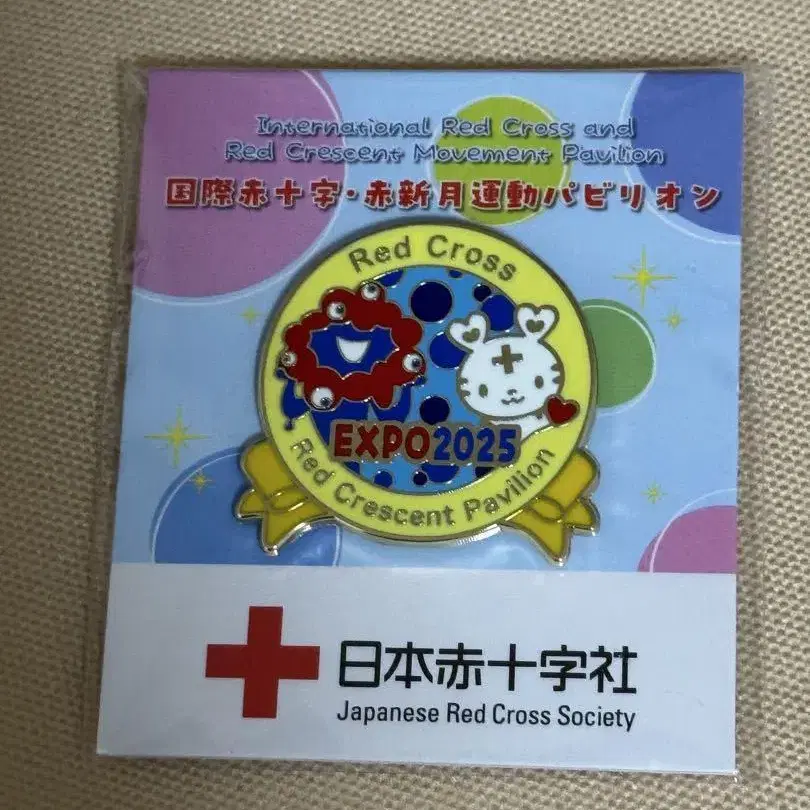 International Red Cross and
Red Crescent Movement Pavilion
国際赤十字・赤新月運動パビリオン
Red Cross
EXPO2025
Red Crescent Pavilion
日本赤十字社
Japanese Red Cross Society